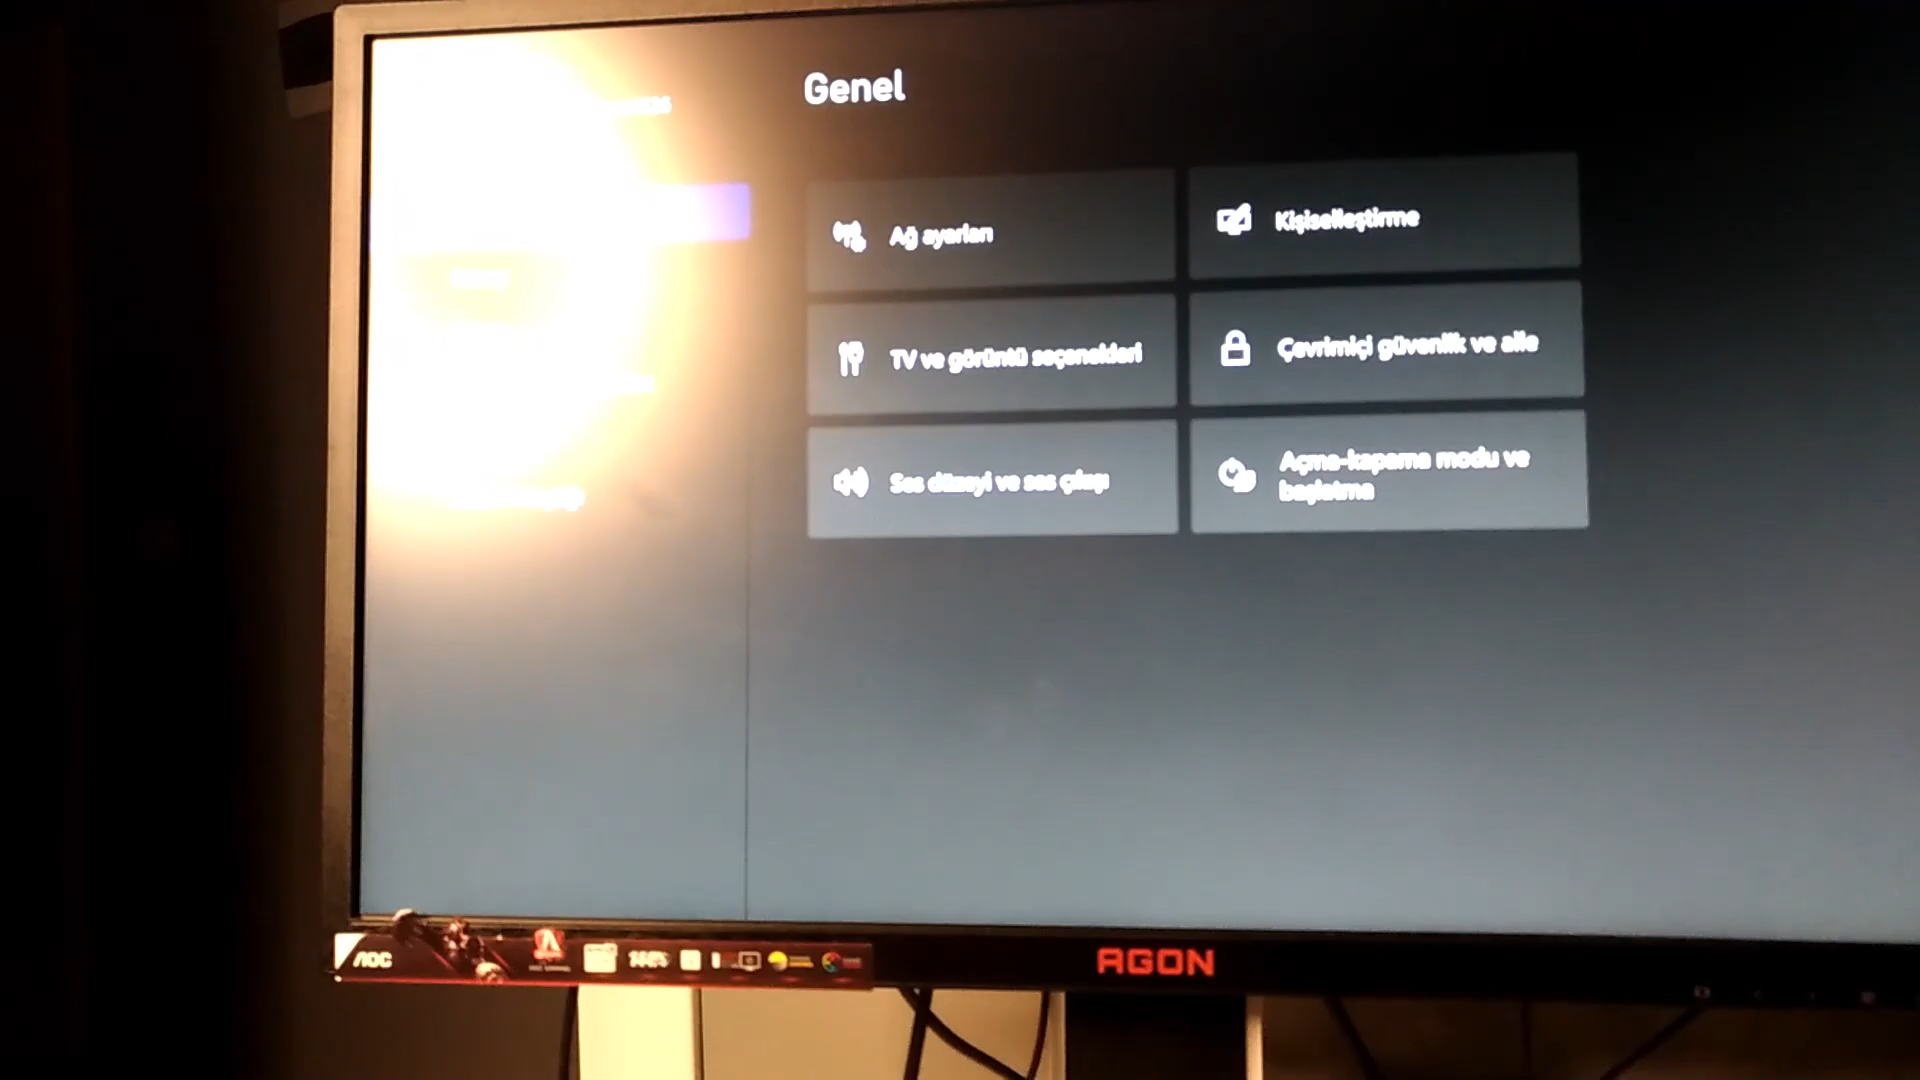 Genel
Ağ ayarları
Kişiselleştirme
TV ve görüntü seçenekleri
Çevrimiçi güvenlik ve aile
Ses düzeyi ve ses çıkışı
Açma-kapama modu ve
başlatma
AOC
AGON